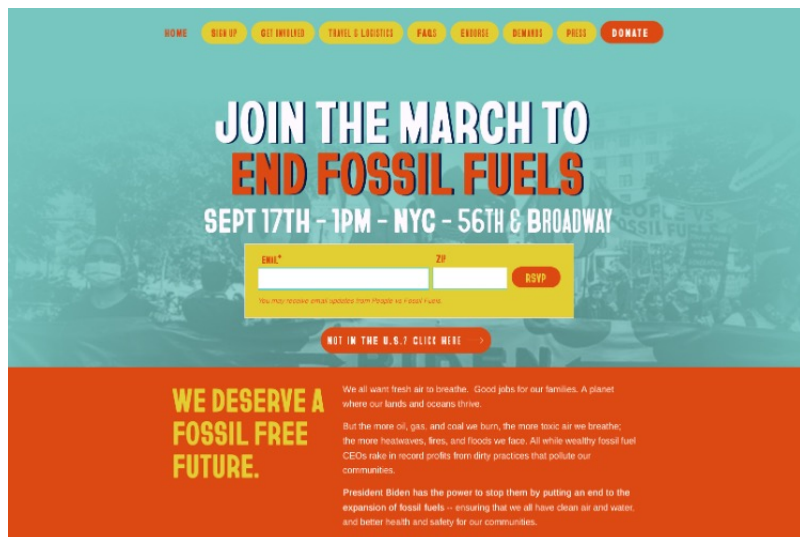 HOME SIGN UP GET INVOLVED TRAVEL & LOGISTICS FAQS ENDORSE DEMANDS PRESS DONATE
JOIN THE MARCH TO
END FOSSIL FUELS
SEPT 17TH - 1PM - NYC - 56TH & BROADWAY
EMAIL* ZIP
RSVP
You may receive email updates from People vs Fossil Fuels.
NOT IN THE U.S.? CLICK HERE
PEOPLE VS
FOSSIL FUELS
BIDEN
WE DESERVE A
FOSSIL FREE
FUTURE.
We all want fresh air to breathe. Good jobs for our families. A planet
where our lands and oceans thrive.
But the more oil, gas, and coal we burn, the more toxic air we breathe;
the more heatwaves, fires, and floods we face. All while wealthy fossil fuel
CEOs rake in record profits from dirty practices that pollute our
communities.
President Biden has the power to stop them by putting an end to the
expansion of fossil fuels -- ensuring that we all have clean air and water,
and better health and safety for our communities.